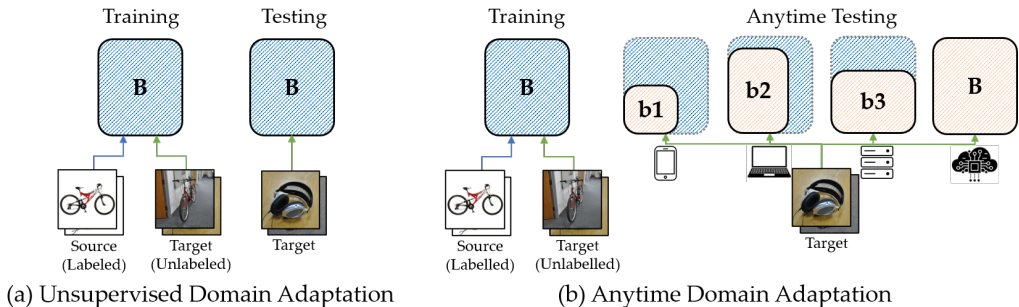 Training
Testing
B
B
Source
(Labeled)
Target
(Unlabeled)
Target
(a) Unsupervised Domain Adaptation
Training
Anytime Testing
B
b1
b2
b3
B
Source
(Labelled)
Target
(Unlabelled)
Target
(b) Anytime Domain Adaptation